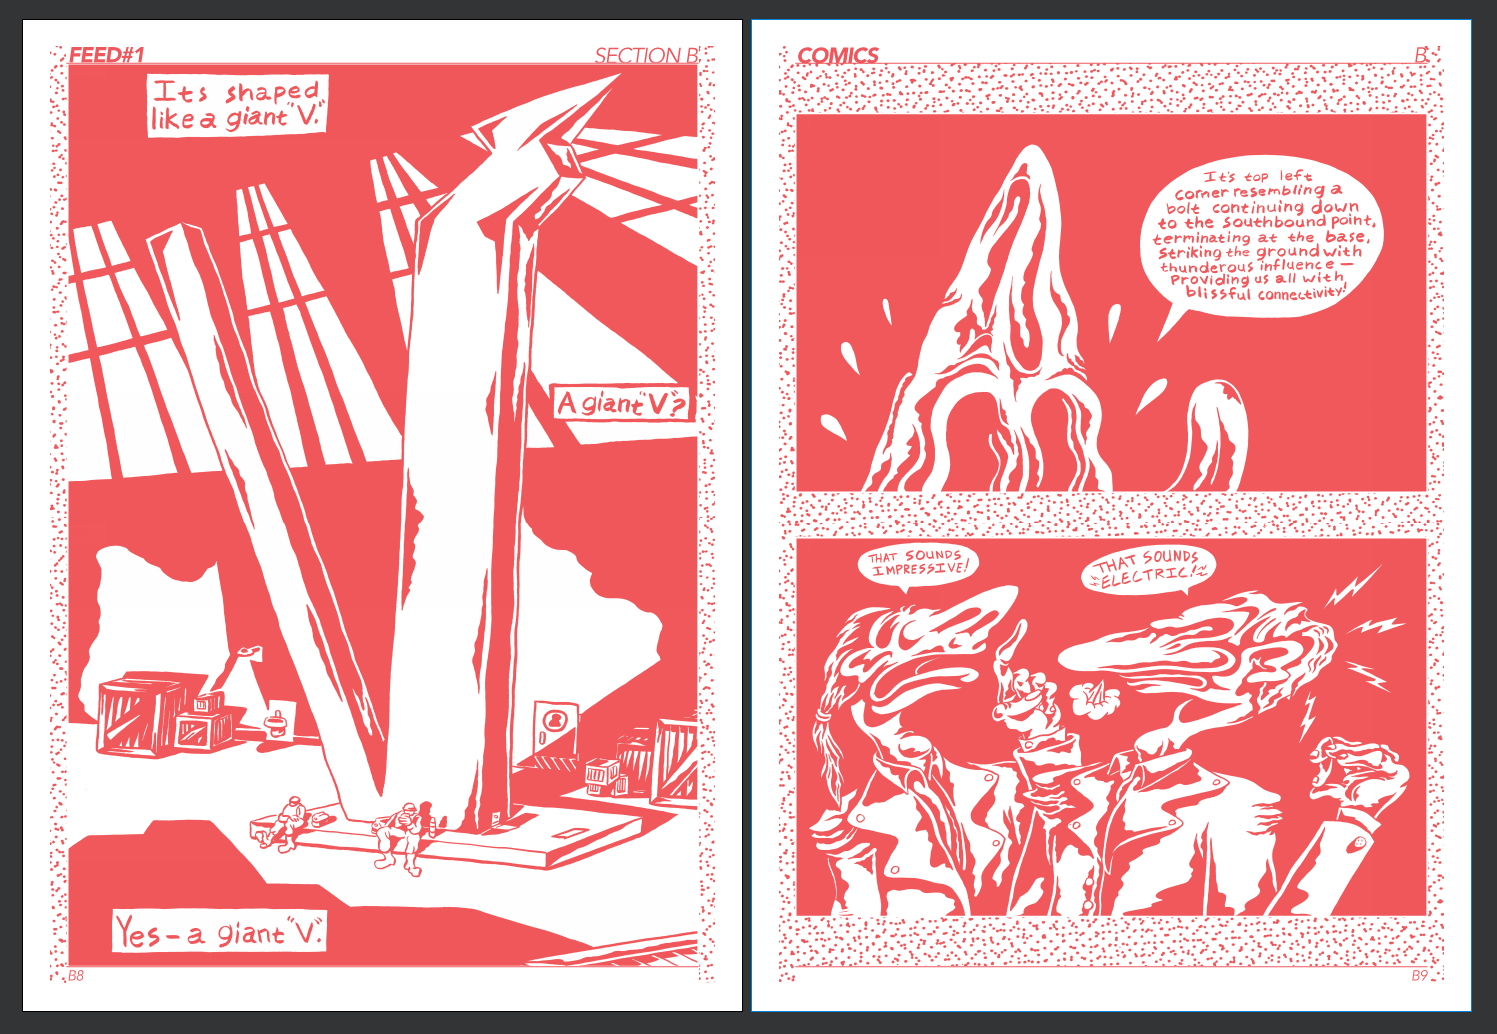 FEED#1
SECTION B
Its shaped
like a giant "V."
A giant "V"?
Yes – a giant "V".
B8
COMICS
B
It's top left
corner resembling a
bolt continuing down
to the southbound point,
terminating at the base,
Striking the ground with
thunderous influence —
Providing us all with
blissful connectivity!
THAT SOUNDS
IMPRESSIVE!
THAT SOUNDS
ELECTRIC!
B9